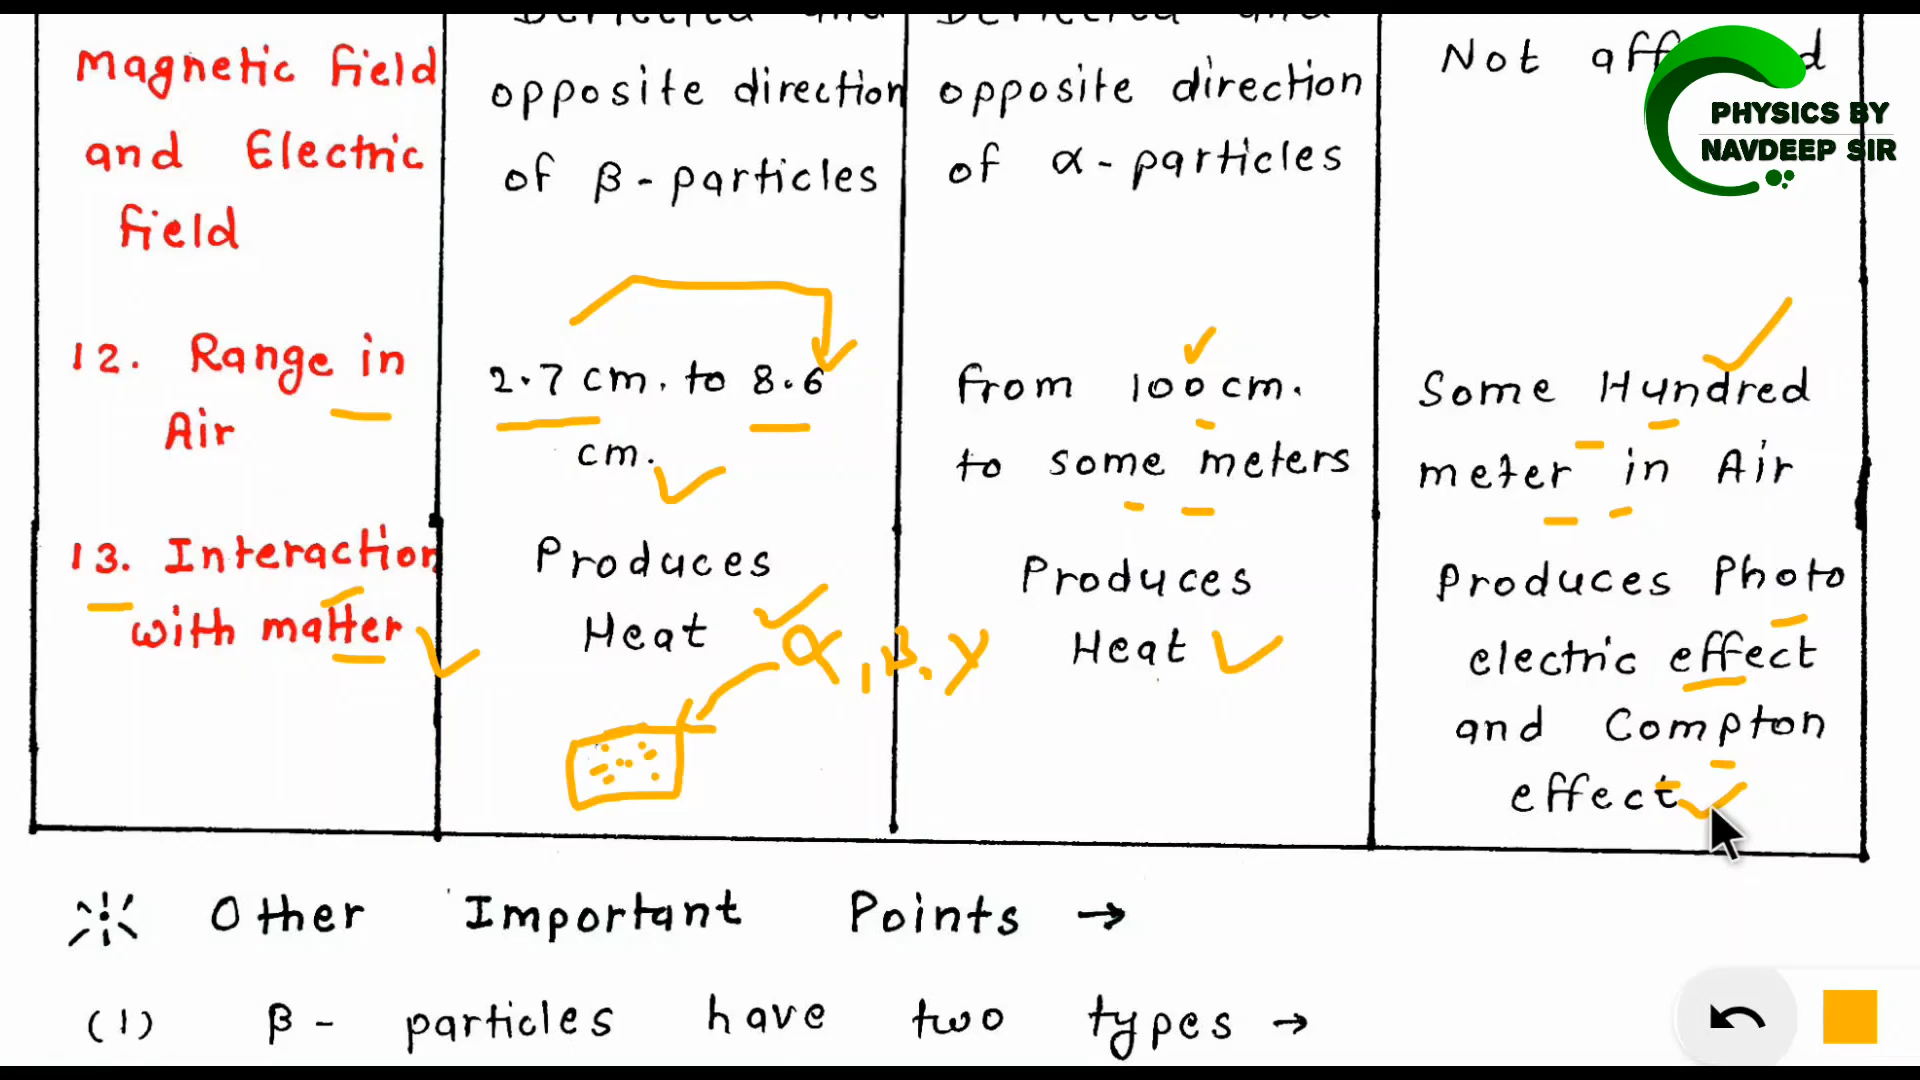 Magnetic field
and Electric
field
opposite direction
of β-particles
opposite direction
of α-particles
Not
PHYSICS BY
NAVDEEP SIR
12. Range in
Air
2.7 cm. to 8.6
cm.
from 100 cm.
to some meters
Some Hundred
meter in Air
13. Interaction
with matter
Produces
Heat
α, β, γ
Produces
Heat
Produces Photo
electric effect
and Compton
effect
Other Important Points →
(1) β - particles have two types →